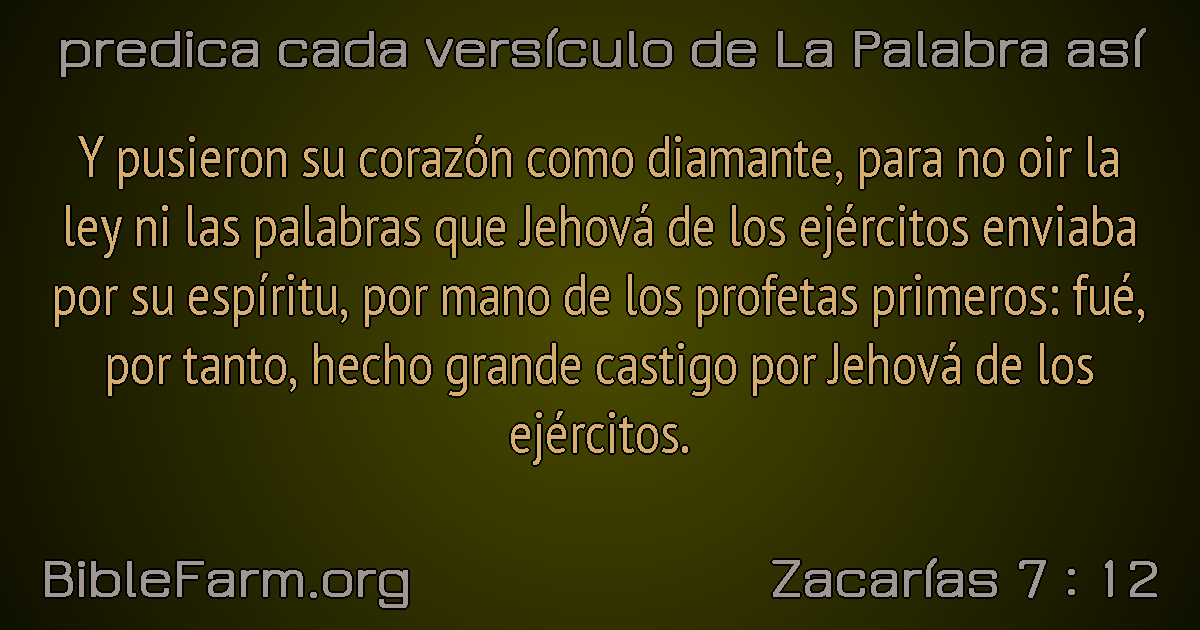 predica cada versículo de La Palabra así
Y pusieron su corazón como diamante, para no oir la
ley ni las palabras que Jehová de los ejércitos enviaba
por su espíritu, por mano de los profetas primeros: fué,
por tanto, hecho grande castigo por Jehová de los
ejércitos.
BibleFarm.org
Zacarías 7 : 12